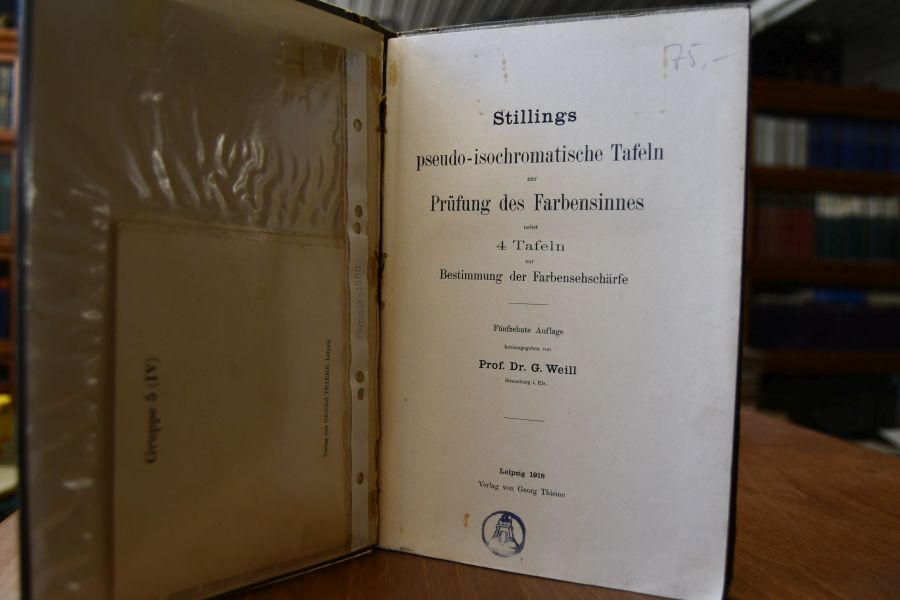 75,-
Stillings
pseudo-isochromatische Tafeln
zur
Prüfung des Farbensinnes
nebst
4 Tafeln
zur
Bestimmung der Farbensehschärfe
Fünfzehnte Auflage
herausgegeben von
Prof. Dr. G. Weill
Strassburg i. Els.
Leipzig 1918
Verlag von Georg Thieme
Gruppe 5 (IV)
Verlag von GEORG THIEME, Leipzig